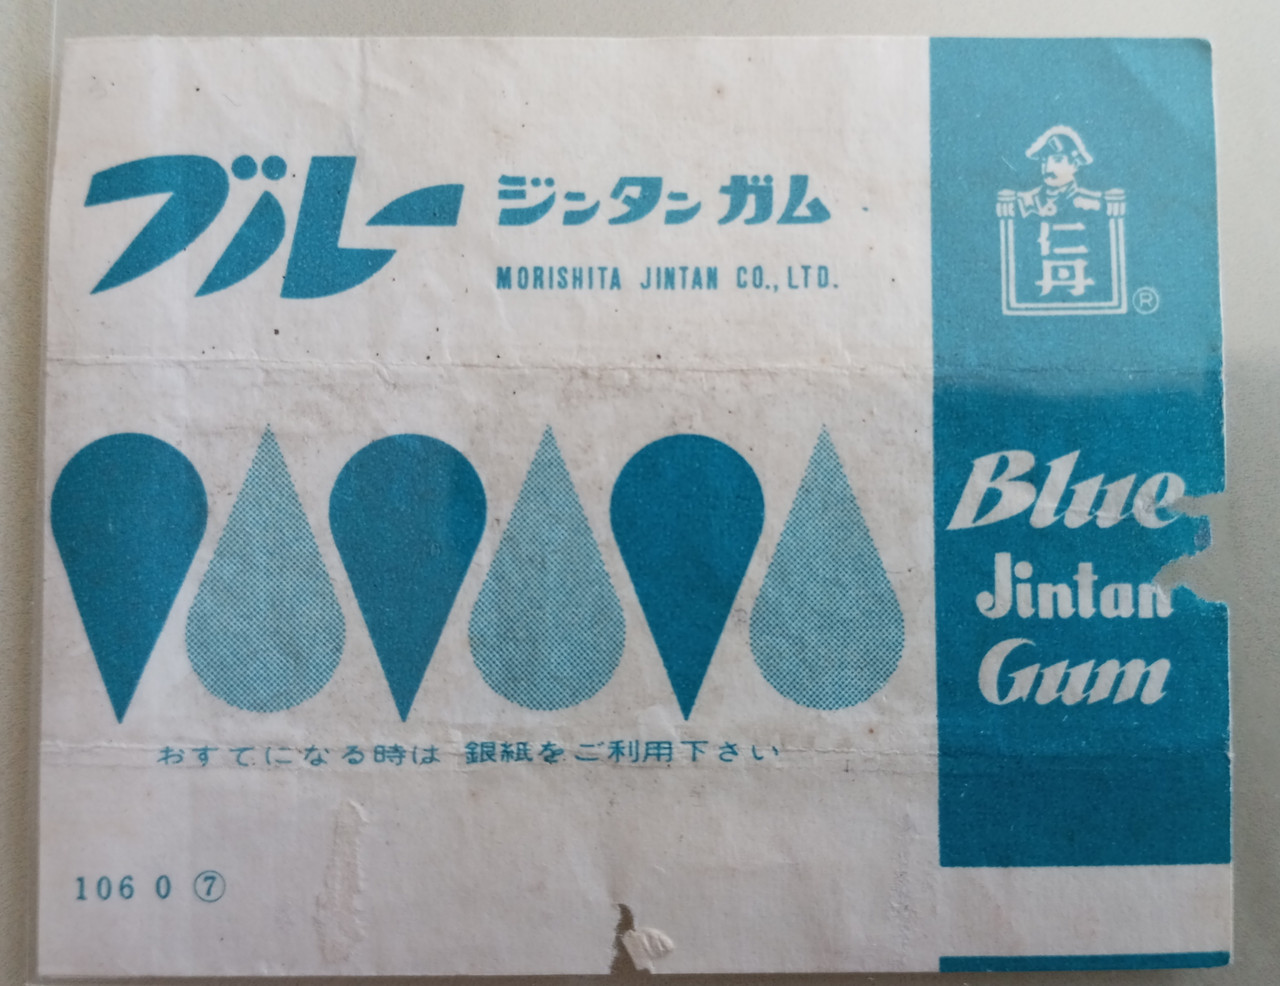 ブルー ジンタンガム
MORISHITA JINTAN CO., LTD.
おすてになる時は 銀紙をご利用下さい
106 0 ⑦
仁丹
®
Blue
Jintan
Gum